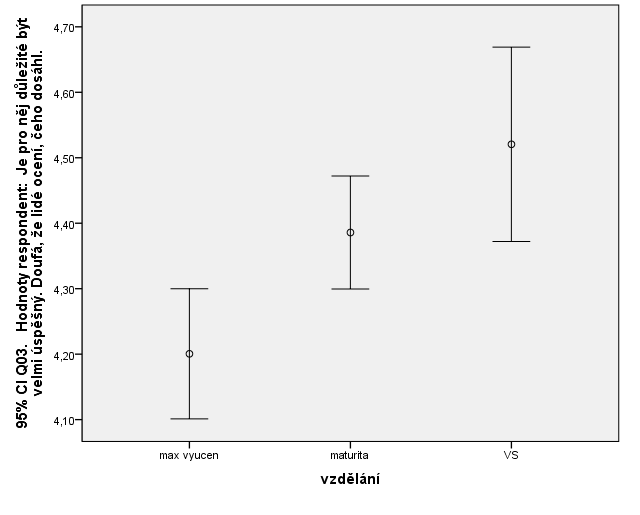 95% CI Q03. Hodnoty respondent: Je pro něj důležité být
velmi úspěšný. Doufá, že lidé ocení, čeho dosáhl.
4,70
4,60
4,50
4,40
4,30
4,20
4,10
max vyucen
maturita
VS
vzdělání